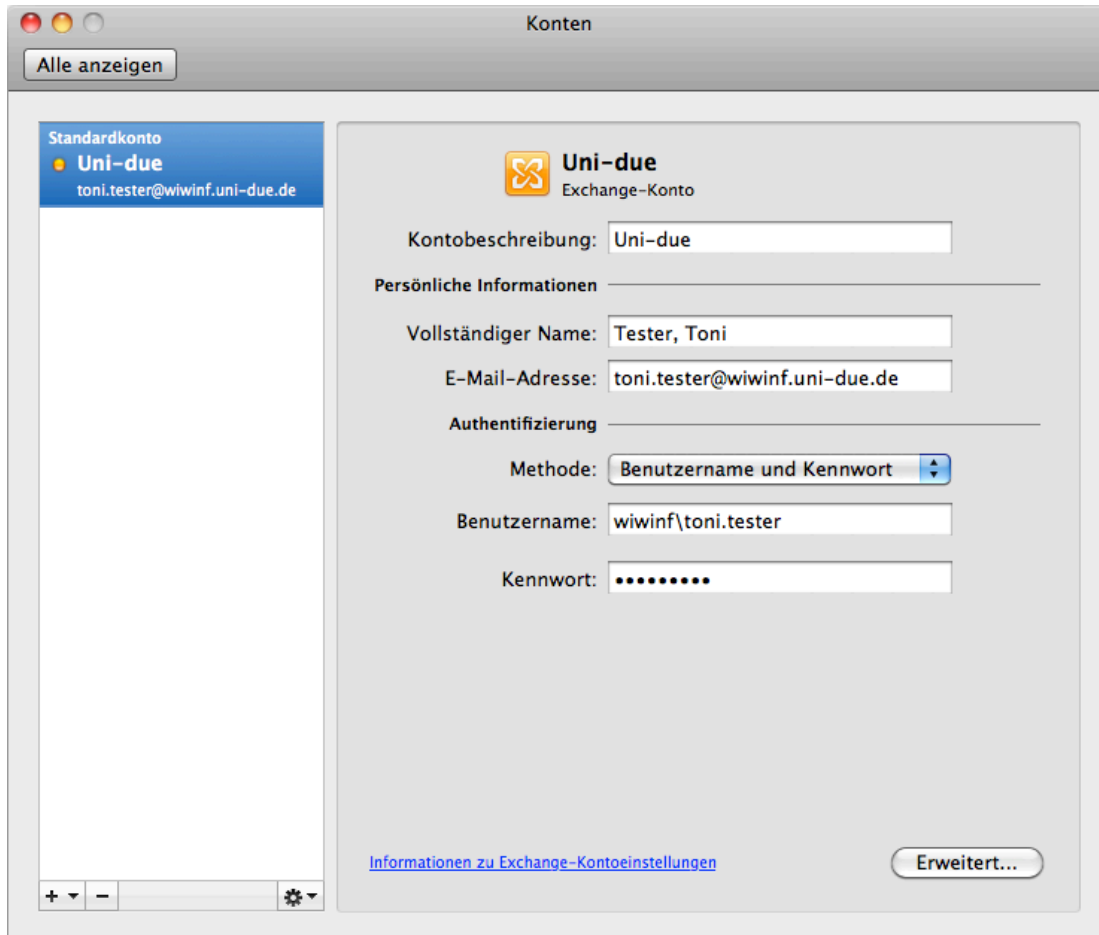 Konten
Alle anzeigen
Standardkonto
Uni-due
toni.tester@wiwinf.uni-due.de
Uni-due
Exchange-Konto
Kontobeschreibung: Uni-due
Persönliche Informationen
Vollständiger Name: Tester, Toni
E-Mail-Adresse: toni.tester@wiwinf.uni-due.de
Authentifizierung
Methode: Benutzername und Kennwort
Benutzername: wiwinf\toni.tester
Kennwort: •••••••••
Informationen zu Exchange-Kontoeinstellungen
Erweitert...